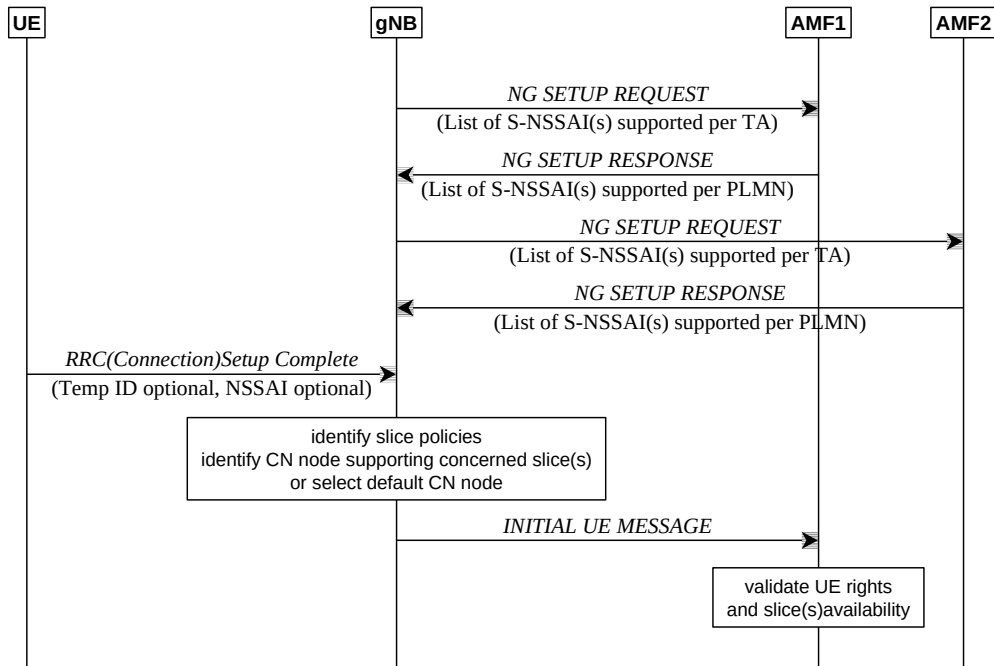 UE
gNB
AMF1
AMF2
NG SETUP REQUEST
(List of S-NSSAI(s) supported per TA)
NG SETUP RESPONSE
(List of S-NSSAI(s) supported per PLMN)
NG SETUP REQUEST
(List of S-NSSAI(s) supported per TA)
NG SETUP RESPONSE
(List of S-NSSAI(s) supported per PLMN)
RRC(Connection)Setup Complete
(Temp ID optional, NSSAI optional)
identify slice policies
identify CN node supporting concerned slice(s)
or select default CN node
INITIAL UE MESSAGE
validate UE rights
and slice(s)availability